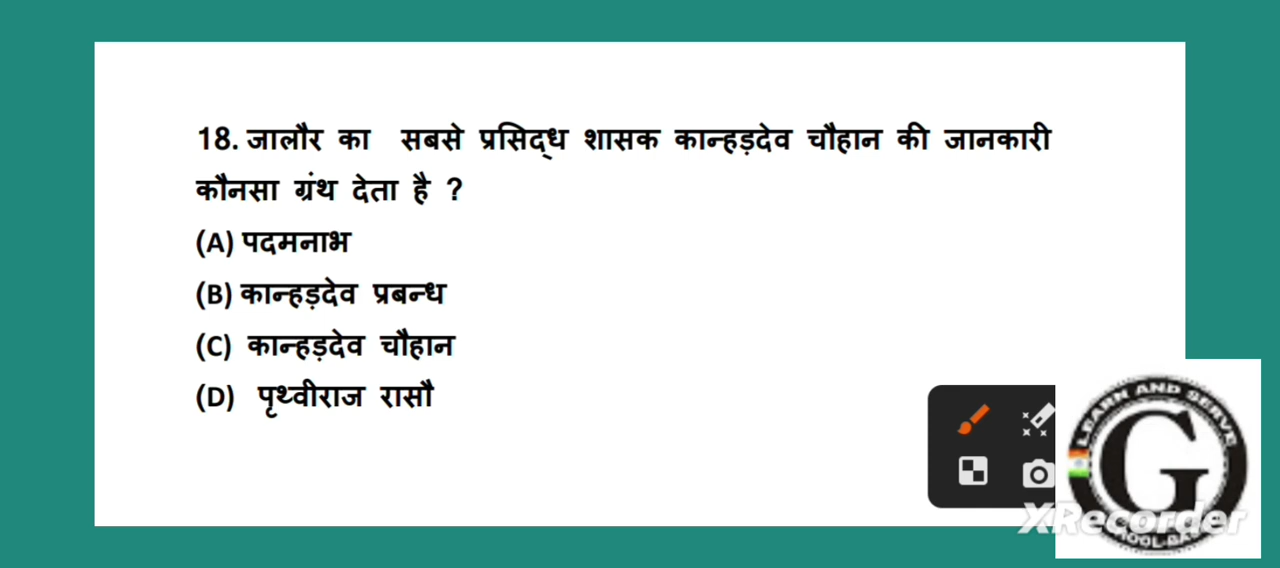 18. जालौर का सबसे प्रसिद्ध शासक कान्हड़देव चौहान की जानकारी
कौनसा ग्रंथ देता है ?
(A) पदमनाभ
(B) कान्हड़देव प्रबन्ध
(C) कान्हड़देव चौहान
(D) पृथ्वीराज रासौ
LEARN AND SERVE
G
XRecorder